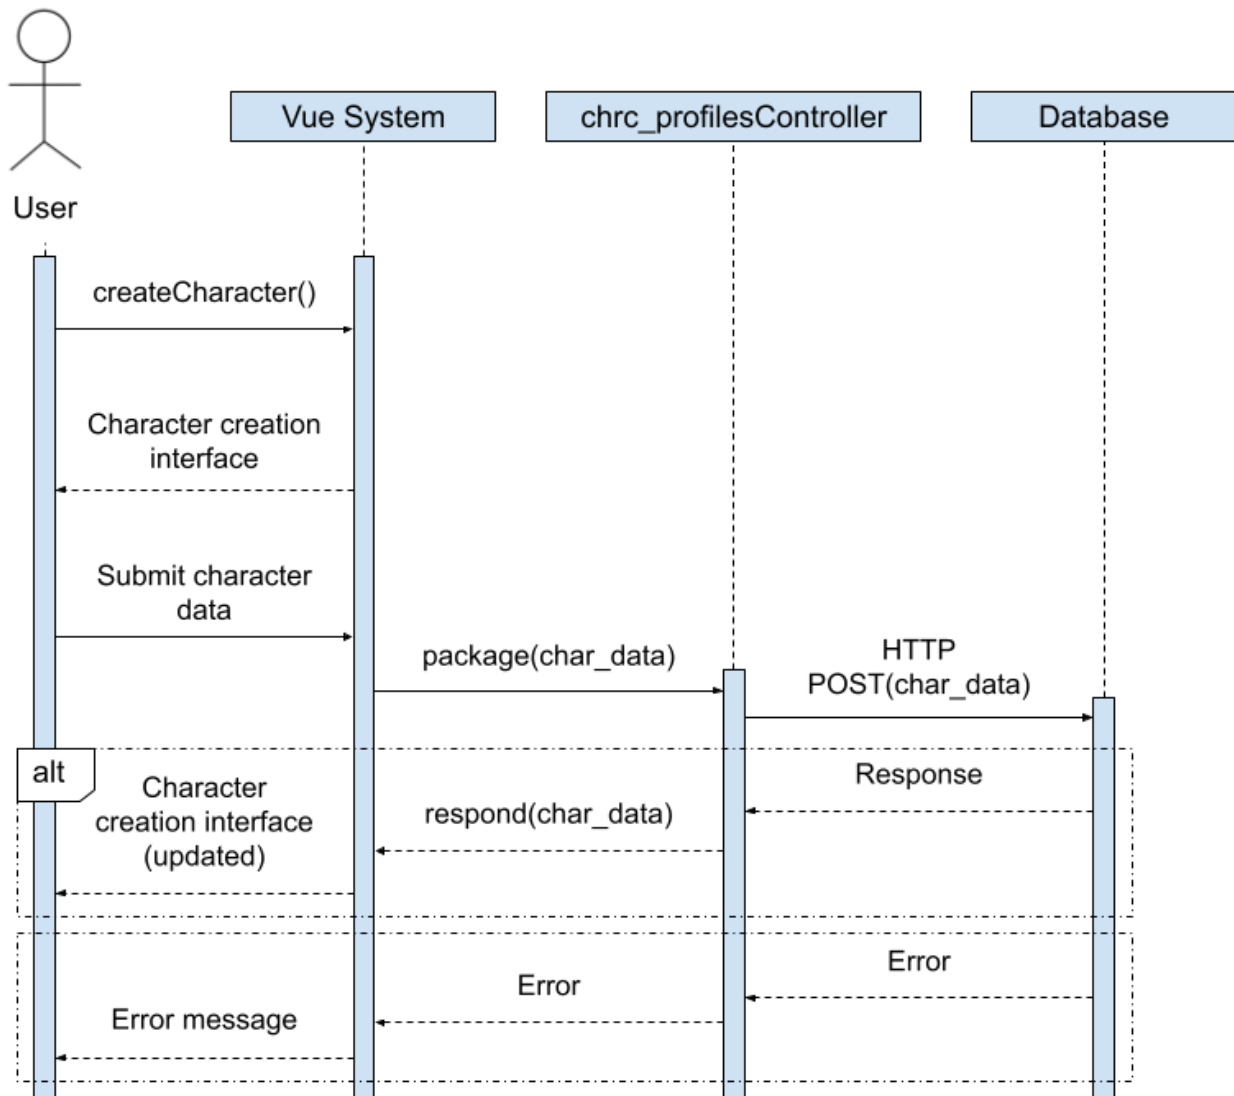 User
Vue System
chrc_profilesController
Database
createCharacter()
Character creation
interface
Submit character
data
package(char_data)
HTTP
POST(char_data)
alt
Response
Character
creation interface
(updated)
respond(char_data)
Error
Error
Error message